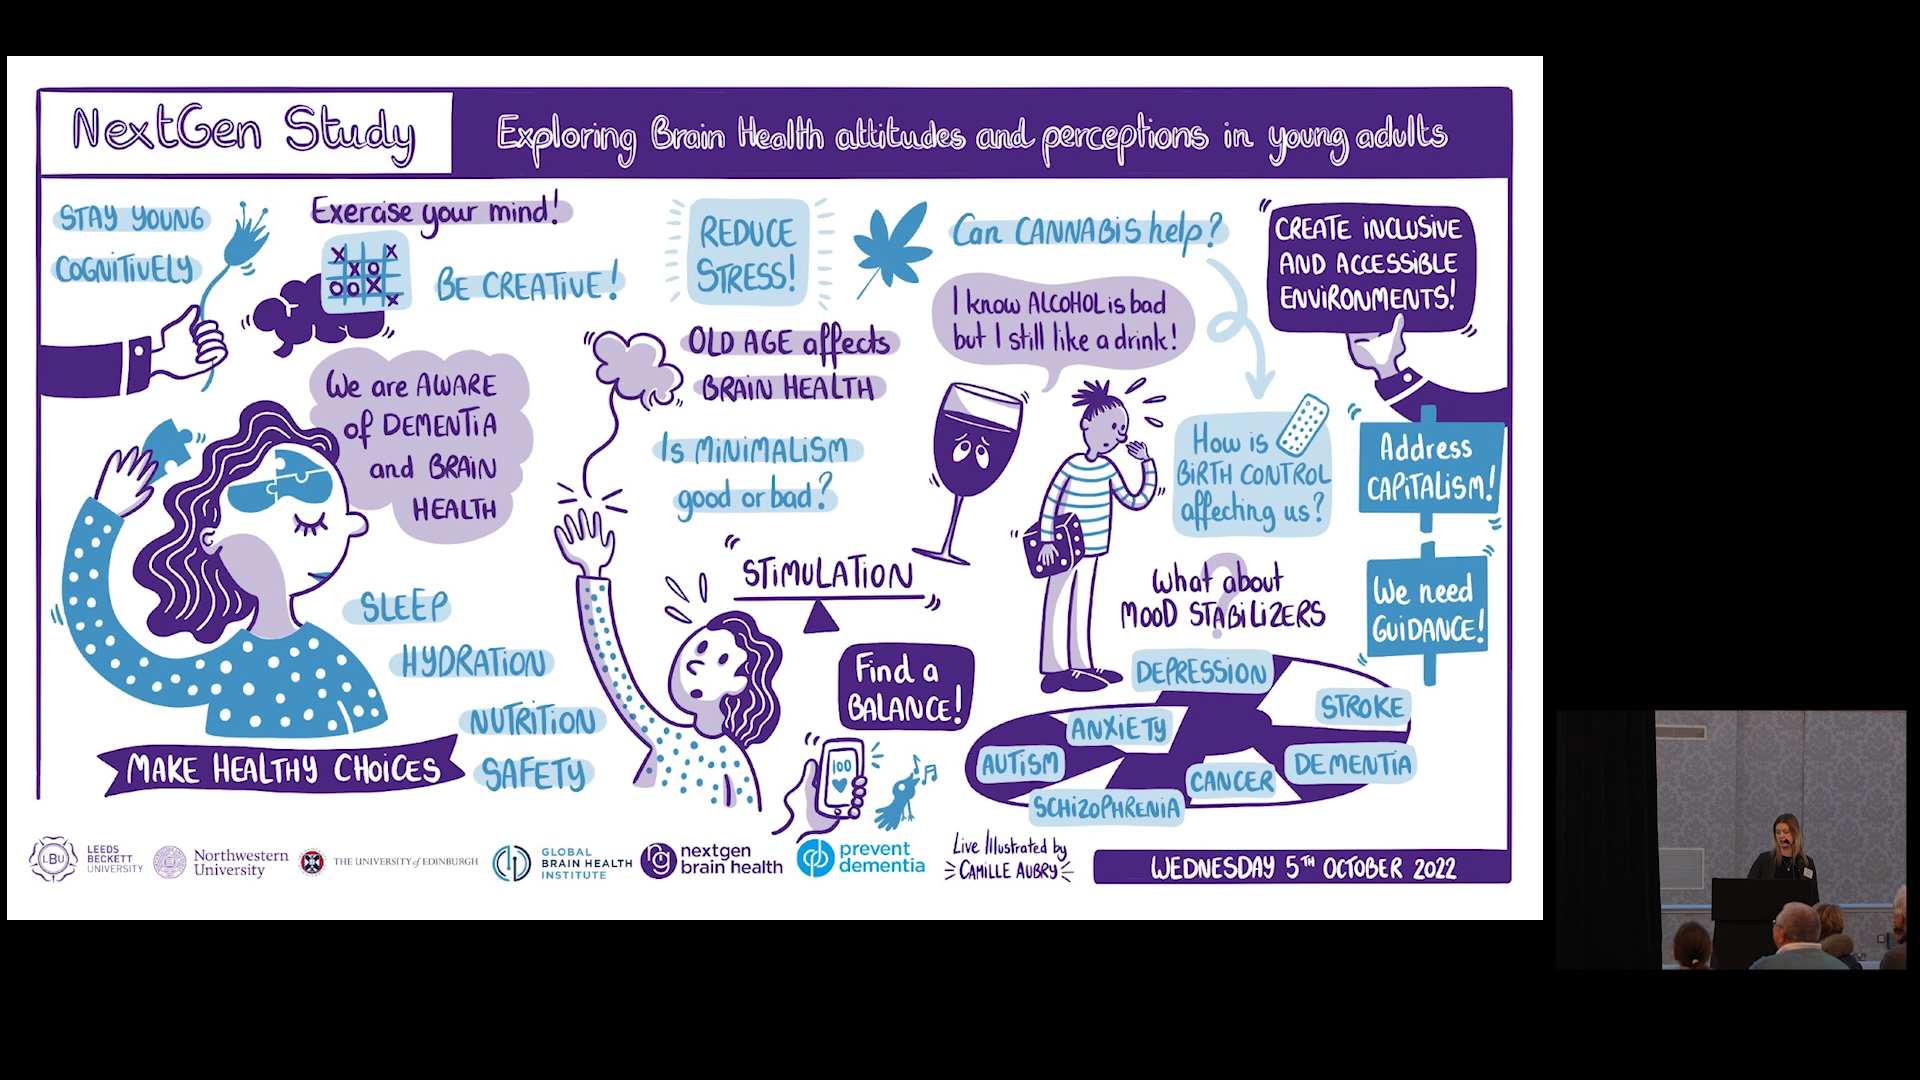 NextGen Study
Exploring Brain Health attitudes and perceptions in young adults
STAY YOUNG
COGNITIVELY
Exercise your mind!
BE CREATIVE!
REDUCE
STRESS!
Can CANNABIS help?
"CREATE INCLUSIVE
AND ACCESSIBLE
ENVIRONMENTS!
X X
X O
O O X
X
I know ALCOHOL is bad
but I still like a drink!
OLD AGE affects
BRAIN HEALTH
We are AWARE
of DEMENTIA
and BRAIN
HEALTH
Is MINIMALISM
good or bad?
How is
BIRTH CONTROL
affecting us?
Address
CAPITALISM!
STIMULATION
What about
MOOD STABILIZERS
?
We need
GUIDANCE!
SLEEP
HYDRATION
NUTRITION
SAFETY
MAKE HEALTHY CHOICES
Find a
BALANCE!
100
DEPRESSION
STROKE
ANXIETY
AUTISM
DEMENTIA
CANCER
SCHIZOPHRENIA
LBU
LEEDS
BECKETT
UNIVERSITY
Northwestern
University
THE UNIVERSITY of EDINBURGH
GLOBAL
BRAIN HEALTH
INSTITUTE
ng
nextgen
brain health
prevent
dementia
Live Illustrated by
CAMILLE AUBRY
WEDNESDAY 5TH OCTOBER 2022